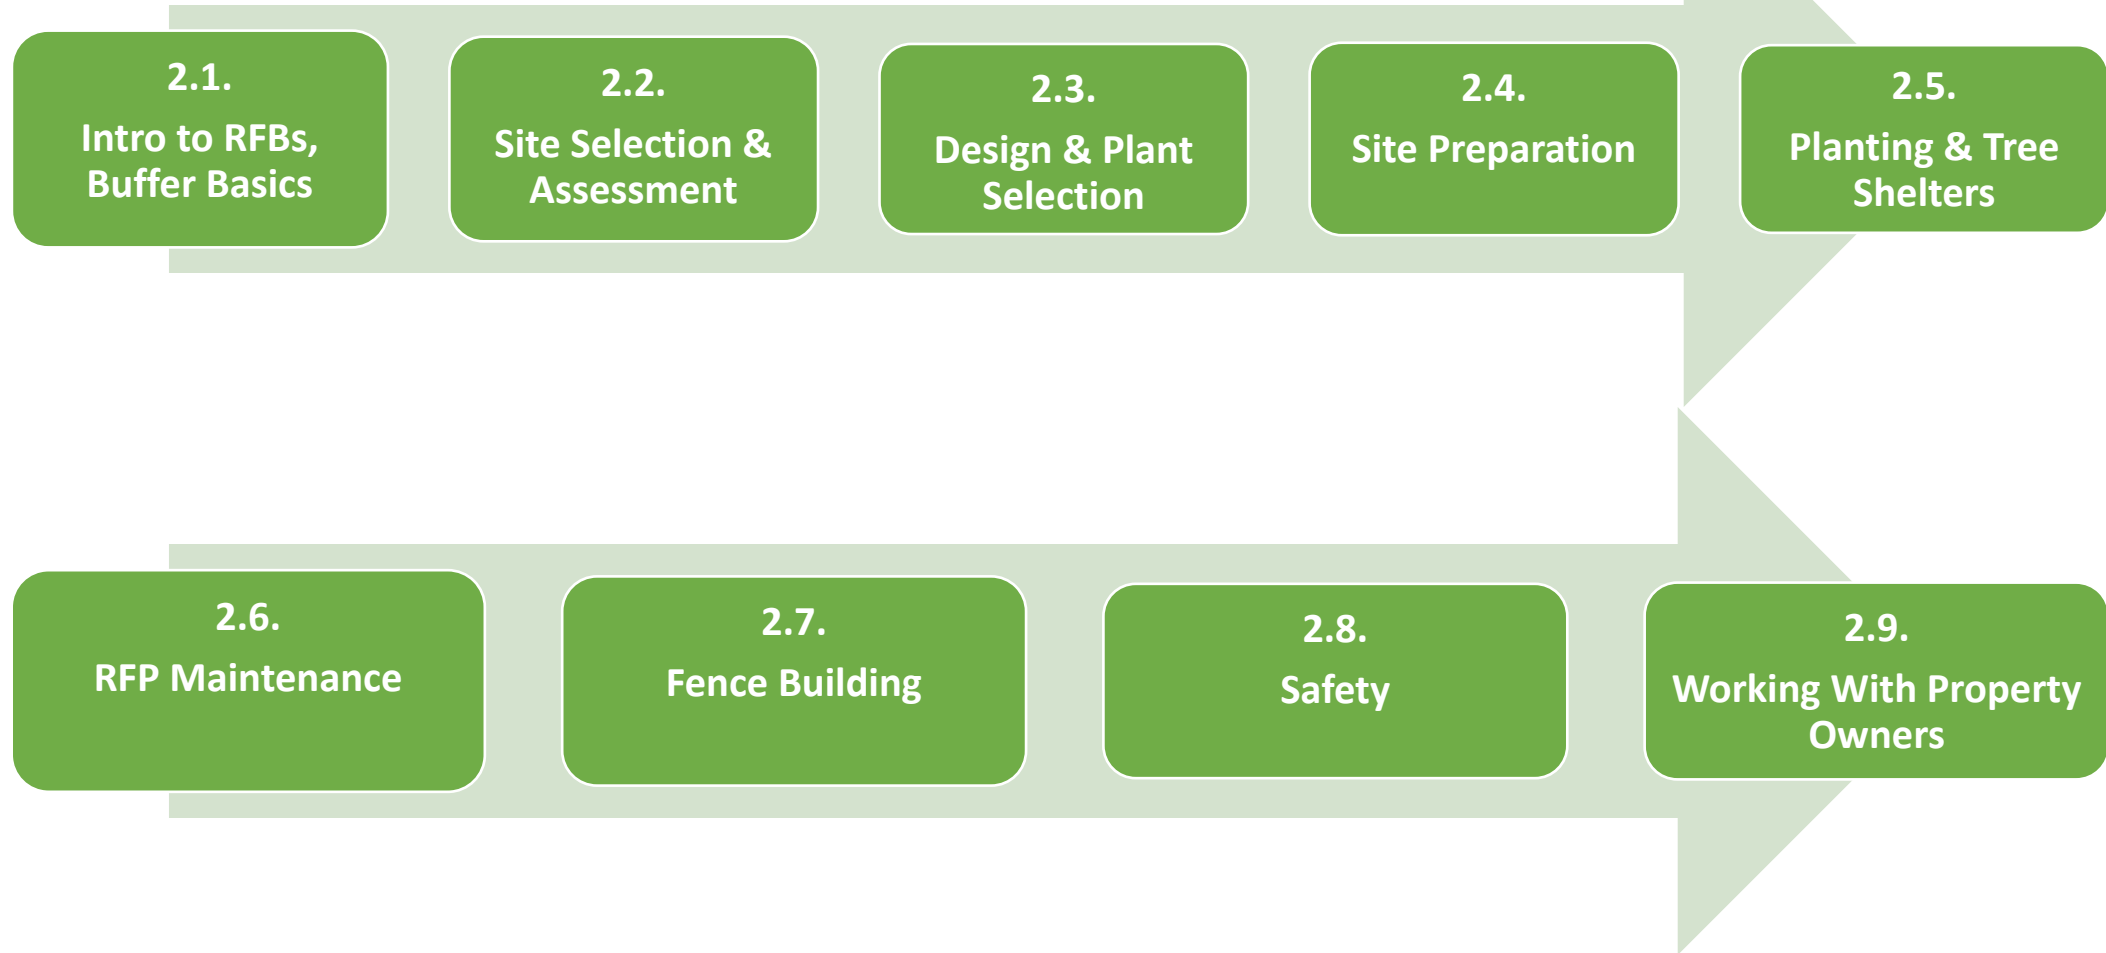 2.1.
Intro to RFBs,
Buffer Basics
2.2.
Site Selection &
Assessment
2.3.
Design & Plant
Selection
2.4.
Site Preparation
2.5.
Planting & Tree
Shelters
2.6.
RFP Maintenance
2.7.
Fence Building
2.8.
Safety
2.9.
Working With Property
Owners